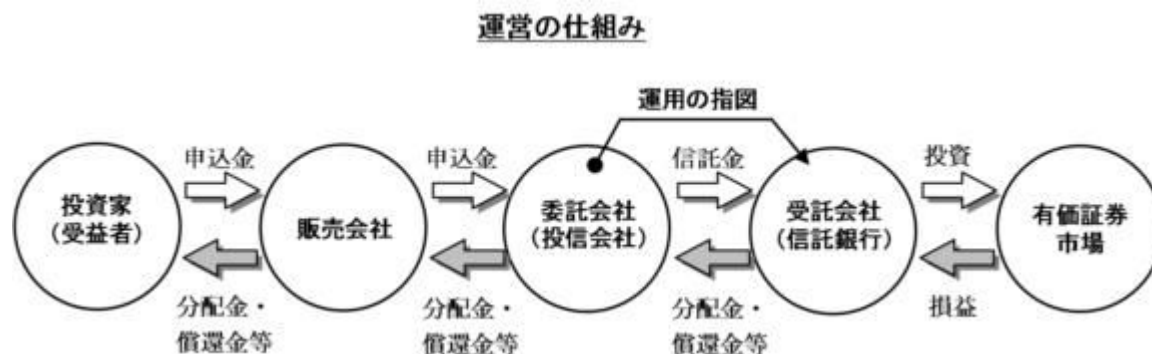 運営の仕組み
運用の指図
申込金
申込金
信託金
投資
投資家
(受益者)
販売会社
委託会社
(投信会社)
受託会社
(信託銀行)
有価証券
市場
分配金・
償還金等
分配金・
償還金等
分配金・
償還金等
損益